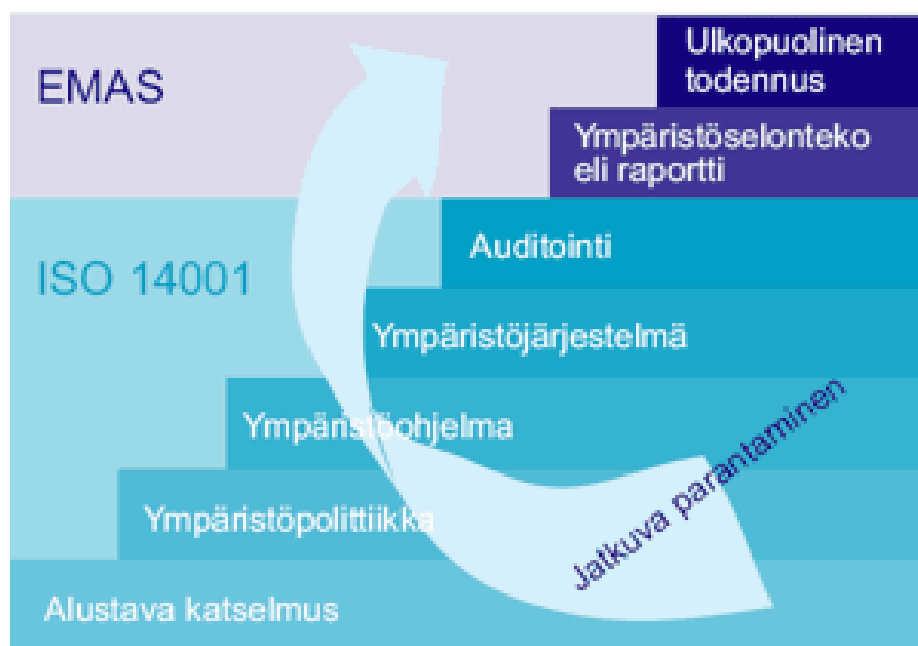 EMAS
Ulkopuolinen
todennus
Ympäristöselonteko
eli raportti
ISO 14001
Auditointi
Ympäristöjärjestelmä
Ympäristöohjelma
Ympäristöpolittiikka
Alustava katselmus
Jatkuva parantaminen